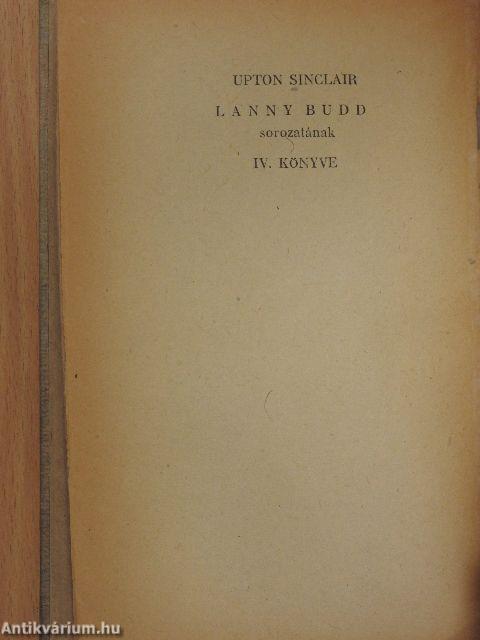 UPTON SINCLAIR
LANNY BUDD
sorozatának
IV. KÖNYVE
Antikvárium.hu